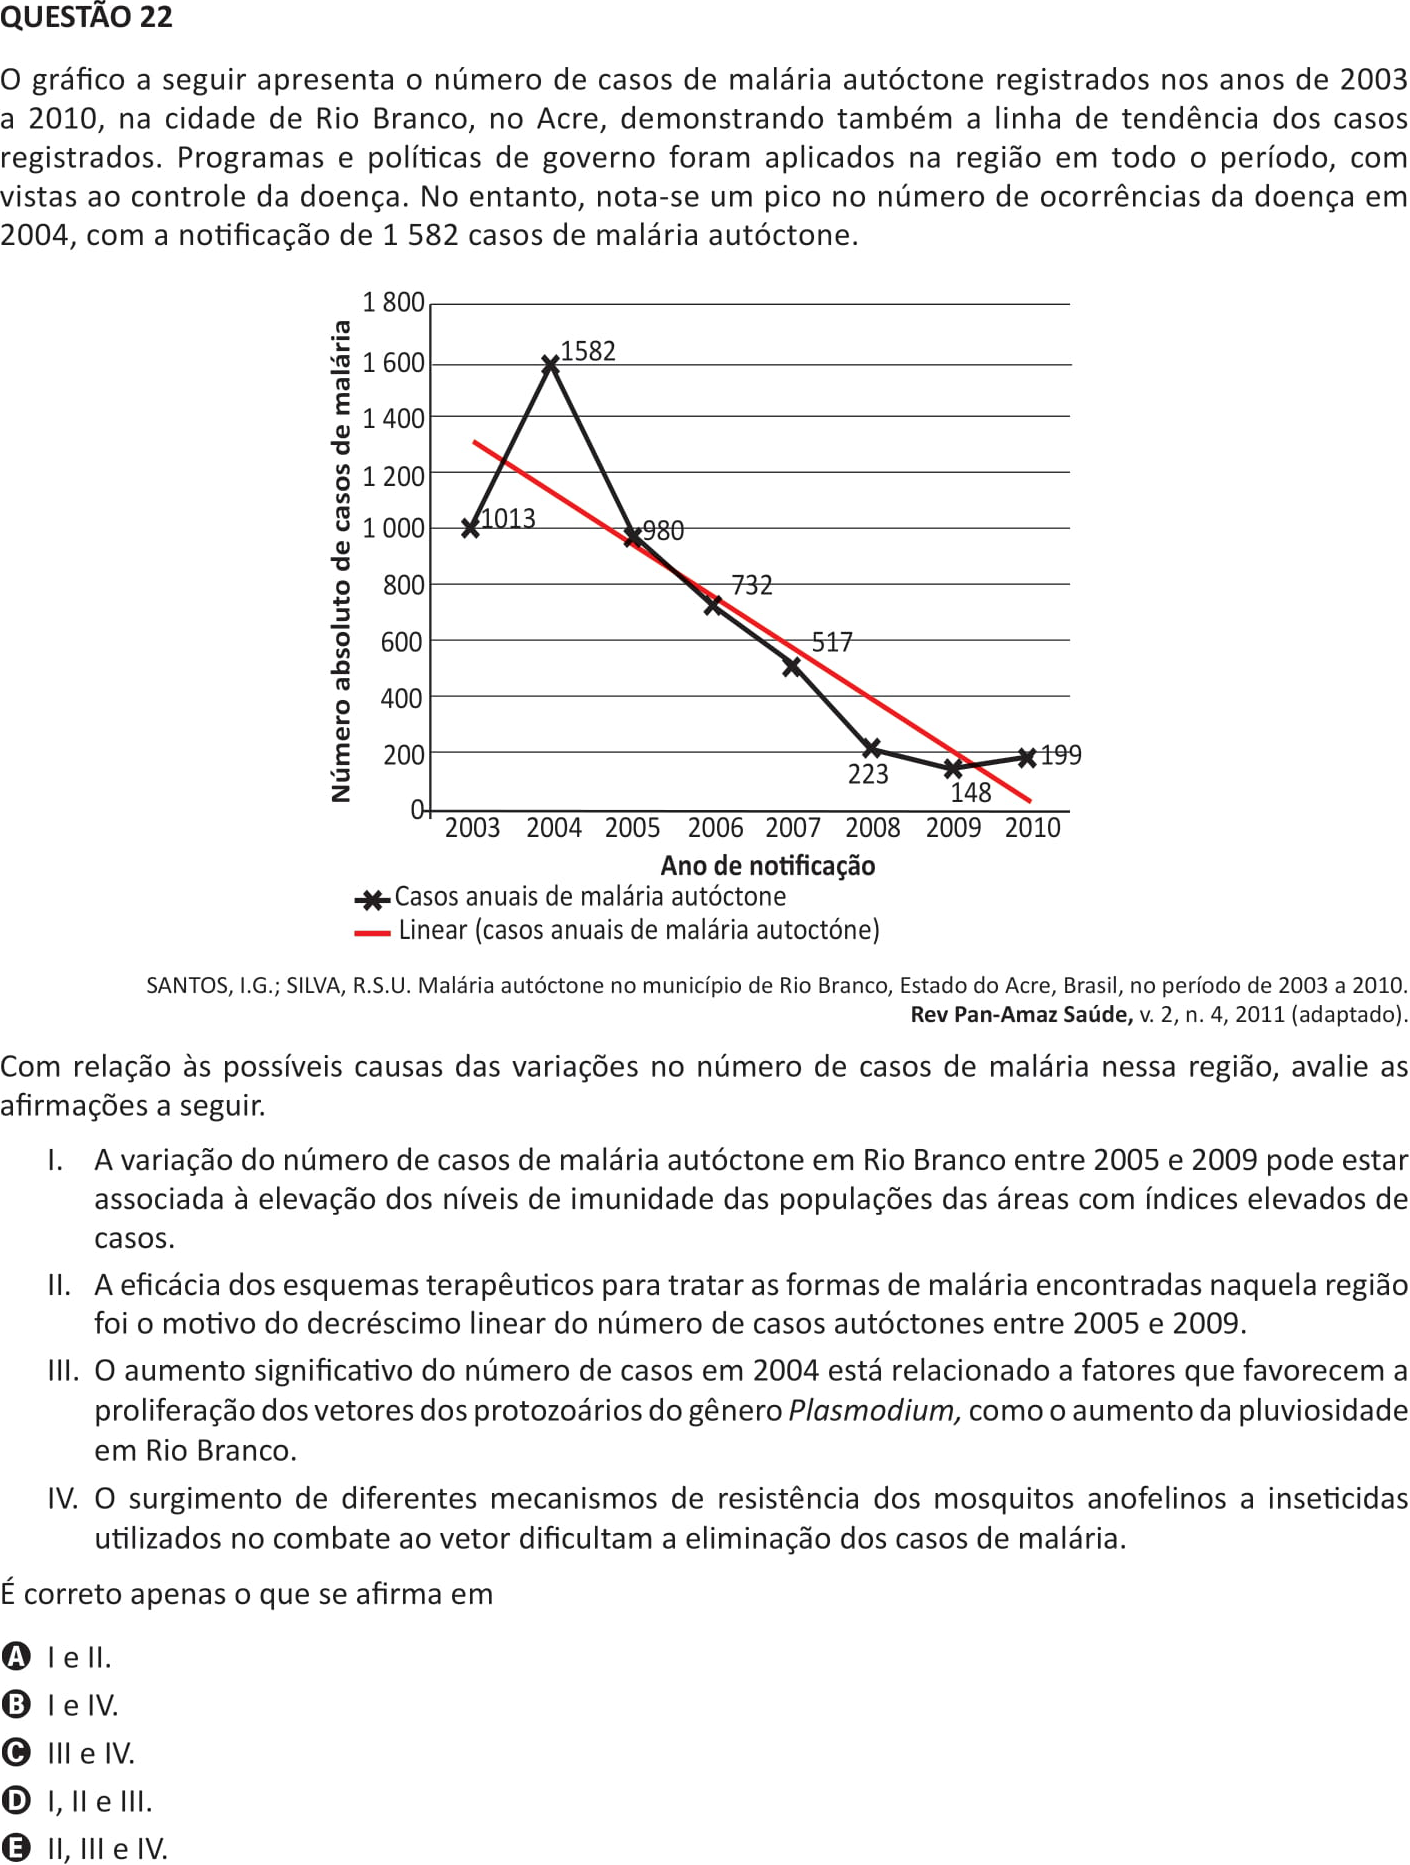 QUESTÃO 22
O gráfico a seguir apresenta o número de casos de malária autóctone registrados nos anos de 2003
a 2010, na cidade de Rio Branco, no Acre, demonstrando também a linha de tendência dos casos
registrados. Programas e políticas de governo foram aplicados na região em todo o período, com
vistas ao controle da doença. No entanto, nota-se um pico no número de ocorrências da doença em
2004, com a notificação de 1 582 casos de malária autóctone.
Número absoluto de casos de malária
1 800
1 600
1 400
1 200
1 000
800
600
400
200
0
1013
1582
980
732
517
223
148
199
2003 2004 2005 2006 2007 2008 2009 2010
Ano de notificação
Casos anuais de malária autóctone
Linear (casos anuais de malária autoctóne)
SANTOS, I.G.; SILVA, R.S.U. Malária autóctone no município de Rio Branco, Estado do Acre, Brasil, no período de 2003 a 2010.
Rev Pan-Amaz Saúde, v. 2, n. 4, 2011 (adaptado).
Com relação às possíveis causas das variações no número de casos de malária nessa região, avalie as
afirmações a seguir.
I. A variação do número de casos de malária autóctone em Rio Branco entre 2005 e 2009 pode estar
associada à elevação dos níveis de imunidade das populações das áreas com índices elevados de
casos.
II. A eficácia dos esquemas terapêuticos para tratar as formas de malária encontradas naquela região
foi o motivo do decréscimo linear do número de casos autóctones entre 2005 e 2009.
III. O aumento significativo do número de casos em 2004 está relacionado a fatores que favorecem a
proliferação dos vetores dos protozoários do gênero Plasmodium, como o aumento da pluviosidade
em Rio Branco.
IV. O surgimento de diferentes mecanismos de resistência dos mosquitos anofelinos a inseticidas
utilizados no combate ao vetor dificultam a eliminação dos casos de malária.
É correto apenas o que se afirma em
A I e II.
B I e IV.
C III e IV.
D I, II e III.
E II, III e IV.